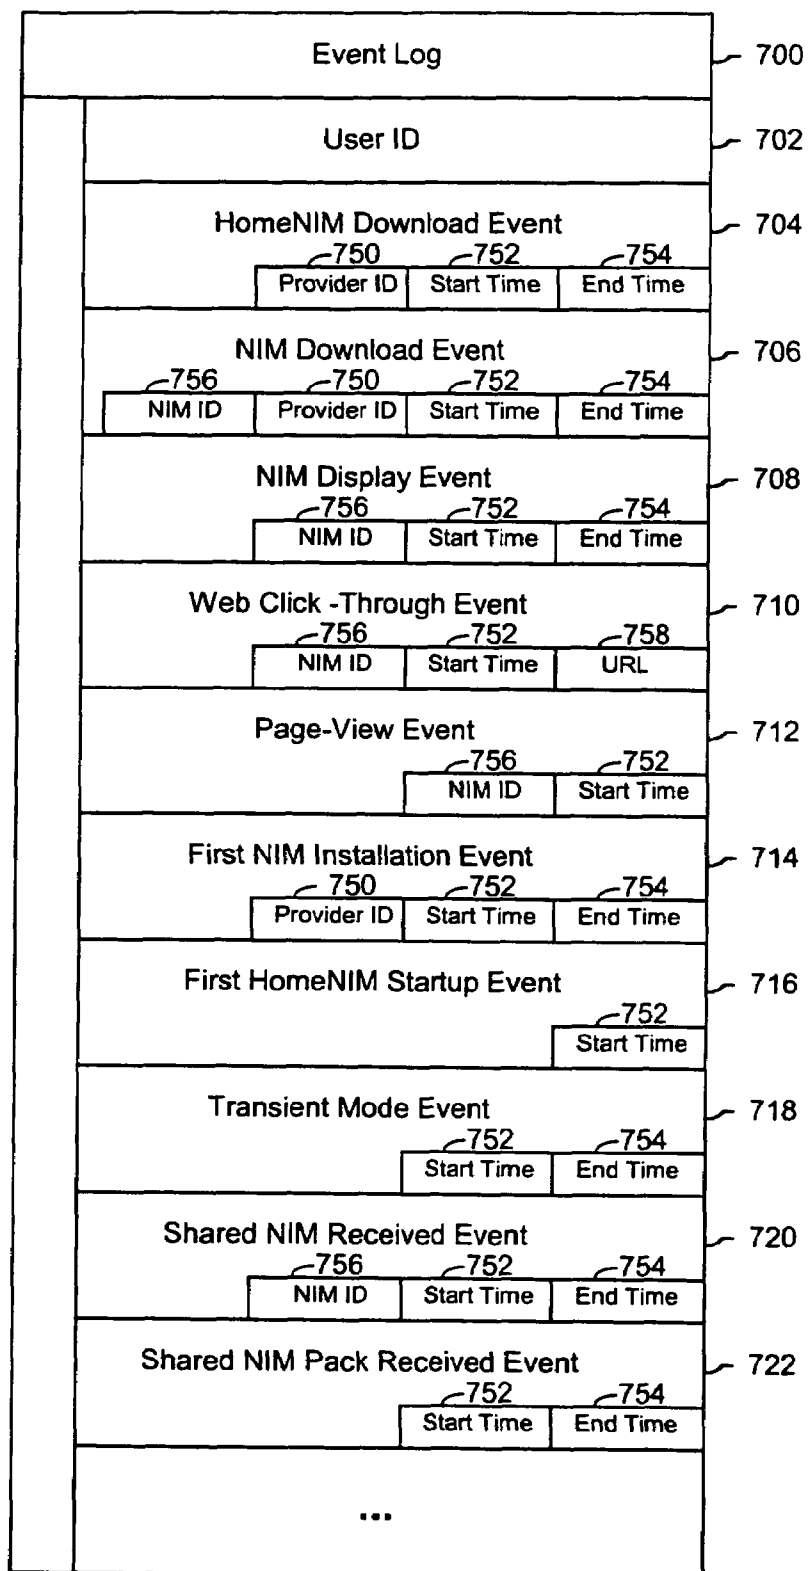 Event Log 700
User ID 702
HomeNIM Download Event 704
750 752 754
Provider ID Start Time End Time
NIM Download Event 706
756 750 752 754
NIM ID Provider ID Start Time End Time
NIM Display Event 708
756 752 754
NIM ID Start Time End Time
Web Click -Through Event 710
756 752 758
NIM ID Start Time URL
Page-View Event 712
756 752
NIM ID Start Time
First NIM Installation Event 714
750 752 754
Provider ID Start Time End Time
First HomeNIM Startup Event 716
752
Start Time
Transient Mode Event 718
752 754
Start Time End Time
Shared NIM Received Event 720
756 752 754
NIM ID Start Time End Time
Shared NIM Pack Received Event 722
752 754
Start Time End Time
...